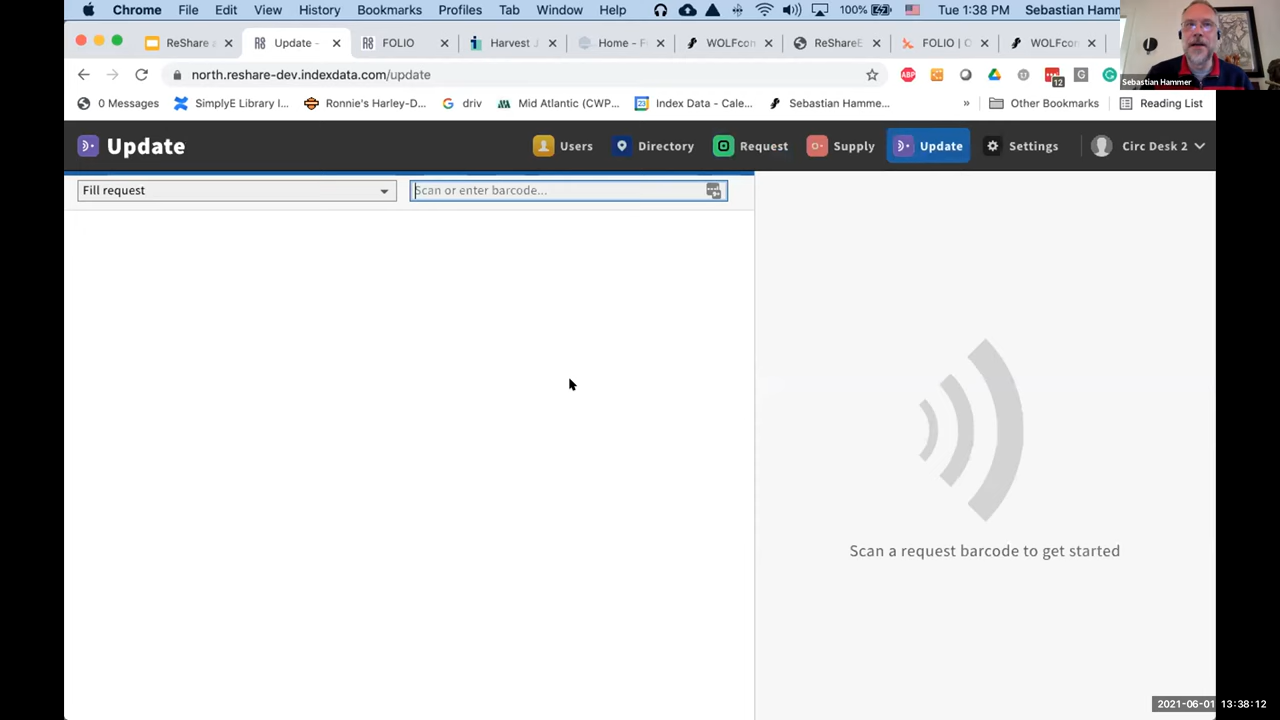 Chrome File Edit View History Bookmarks Profiles Tab Window Help 100% Tue 1:38 PM Sebastian Hamm
ReShare Update - FOLIO Harvest J Home - F WOLFcon ReShareE FOLIO | O WOLFcon
north.reshare-dev.indexdata.com/update ABP 12 G
0 Messages SimplyE Library I... Ronnie's Harley-D... driv Mid Atlantic (CWP... Index Data - Cale... Sebastian Hamme... » Other Bookmarks Reading List
Sebastian Hammer
Update Users Directory Request Supply Update Settings Circ Desk 2
Fill request Scan or enter barcode...
Scan a request barcode to get started
2021-06-01 13:38:12